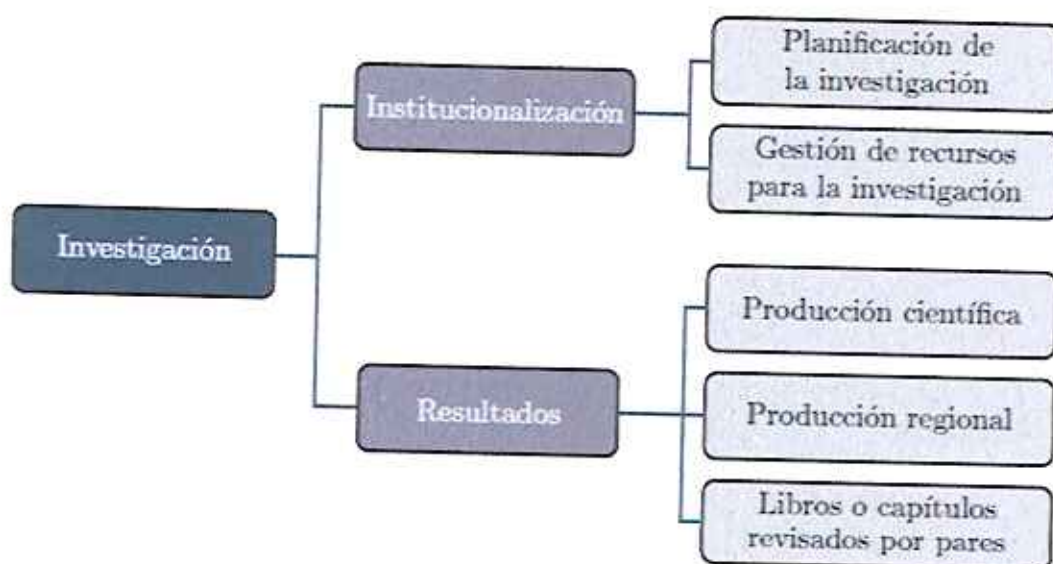 Investigación
Institucionalización
Planificación de
la investigación
Gestión de recursos
para la investigación
Resultados
Producción científica
Producción regional
Libros o capítulos
revisados por pares